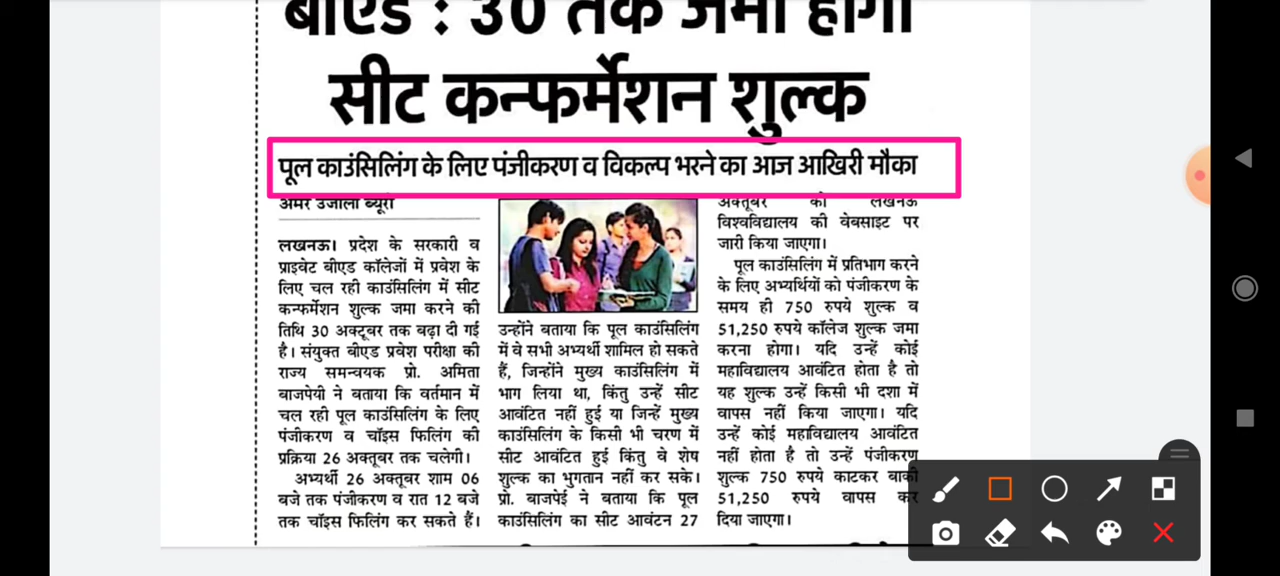 बीएड : 30 तक जमा होगा
सीट कन्फर्मेशन शुल्क
पूल काउंसिलिंग के लिए पंजीकरण व विकल्प भरने का आज आखिरी मौका
अमर उजाला ब्यूरो
लखनऊ। प्रदेश के सरकारी व
प्राइवेट बीएड कॉलेजों में प्रवेश के
लिए चल रही काउंसिलिंग में सीट
कन्फर्मेशन शुल्क जमा करने की
तिथि 30 अक्टूबर तक बढ़ा दी गई
है। संयुक्त बीएड प्रवेश परीक्षा की
राज्य समन्वयक प्रो. अमिता
बाजपेयी ने बताया कि वर्तमान में
चल रही पूल काउंसिलिंग के लिए
पंजीकरण व चॉइस फिलिंग की
प्रक्रिया 26 अक्तूबर तक चलेगी।
अभ्यर्थी 26 अक्तूबर शाम 06
बजे तक पंजीकरण व रात 12 बजे
तक चॉइस फिलिंग कर सकते हैं।
उन्होंने बताया कि पूल काउंसिलिंग
में वे सभी अभ्यर्थी शामिल हो सकते
हैं, जिन्होंने मुख्य काउंसिलिंग में
भाग लिया था, किंतु उन्हें सीट
आवंटित नहीं हुई या जिन्हें मुख्य
काउंसिलिंग के किसी भी चरण में
सीट आवंटित हुई किंतु वे शेष
शुल्क का भुगतान नहीं कर सके।
प्रो. बाजपेई ने बताया कि पूल
काउंसिलिंग का सीट आवंटन 27
अक्तूबर को लखनऊ
विश्वविद्यालय की वेबसाइट पर
जारी किया जाएगा।
पूल काउंसिलिंग में प्रतिभाग करने
के लिए अभ्यर्थियों को पंजीकरण के
समय ही 750 रुपये शुल्क व
51,250 रुपये कॉलेज शुल्क जमा
करना होगा। यदि उन्हें कोई
महाविद्यालय आवंटित होता है तो
यह शुल्क उन्हें किसी भी दशा में
वापस नहीं किया जाएगा। यदि
उन्हें कोई महाविद्यालय आवंटित
नहीं होता है तो उन्हें पंजीकरण
शुल्क 750 रुपये काटकर बाकी
51,250 रुपये वापस कर
दिया जाएगा।